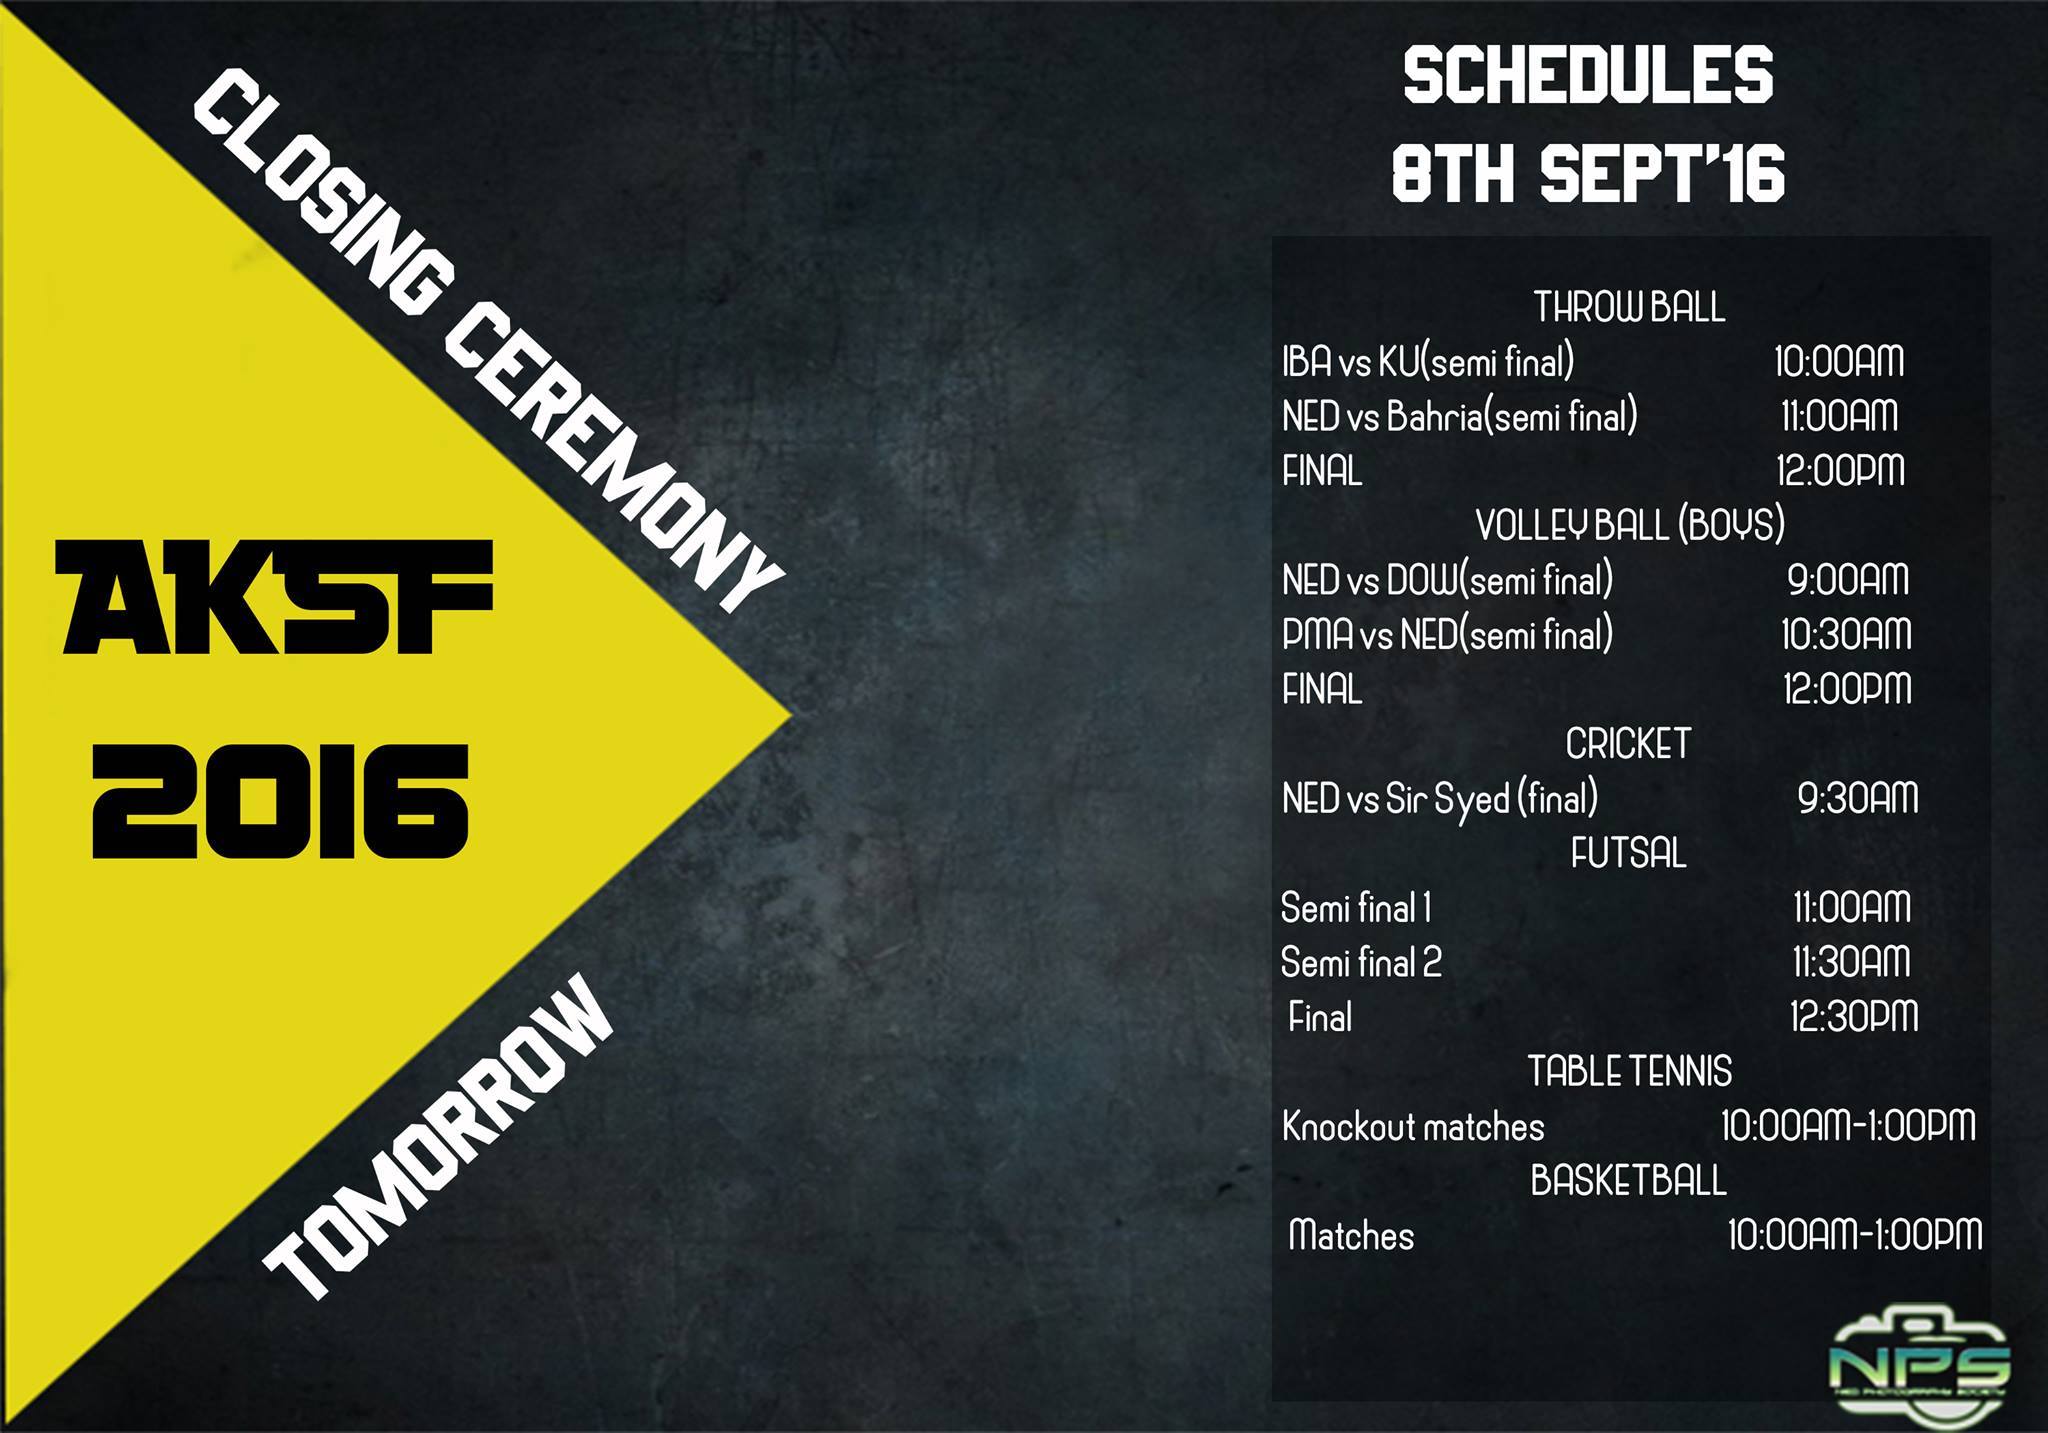 CLOSING CEREMONY
AKSF
2016
TOMORROW
SCHEDULES
8TH SEPT'16
THROW BALL
IBA vs KU(semi final) 10:00AM
NED vs Bahria(semi final) 11:00AM
FINAL 12:00PM
VOLLEY BALL (BOYS)
NED vs DOW(semi final) 9:00AM
PMA vs NED(semi final) 10:30AM
FINAL 12:00PM
CRICKET
NED vs Sir Syed (final) 9:30AM
FUTSAL
Semi final 1 11:00AM
Semi final 2 11:30AM
Final 12:30PM
TABLE TENNIS
Knockout matches 10:00AM-1:00PM
BASKETBALL
Matches 10:00AM-1:00PM
NPS
NED PHOTOGRAPHY SOCIETY